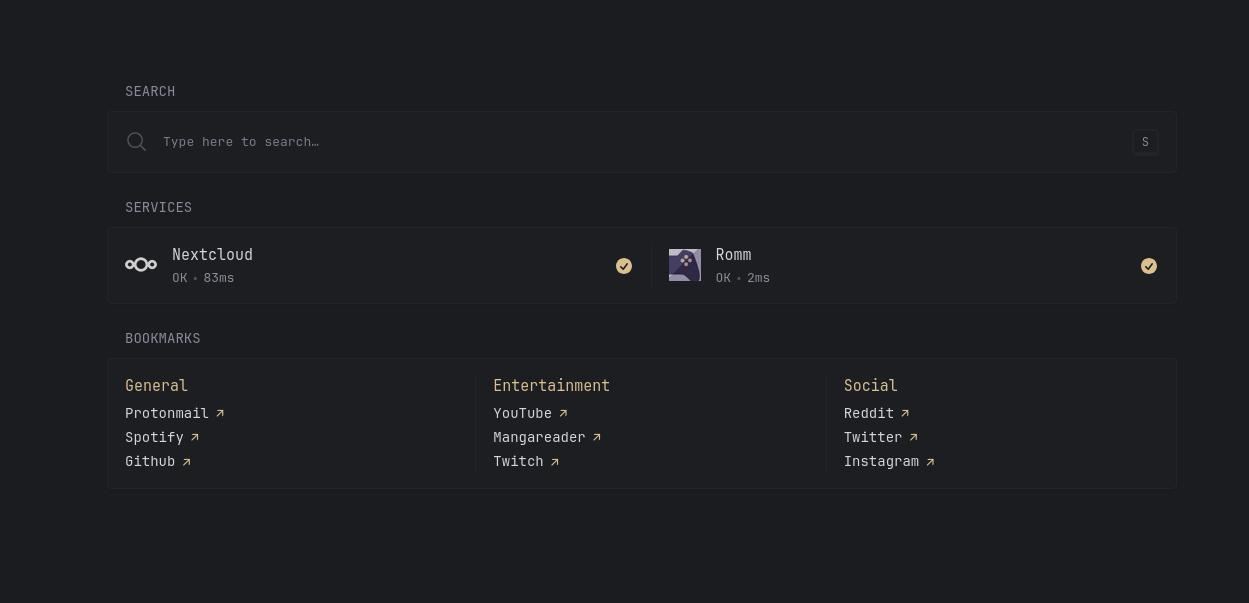 SEARCH
Type here to search…
S
SERVICES
Nextcloud
OK • 83ms
Romm
OK • 2ms
BOOKMARKS
General
Protonmail ↗
Spotify ↗
Github ↗
Entertainment
YouTube ↗
Mangareader ↗
Twitch ↗
Social
Reddit ↗
Twitter ↗
Instagram ↗